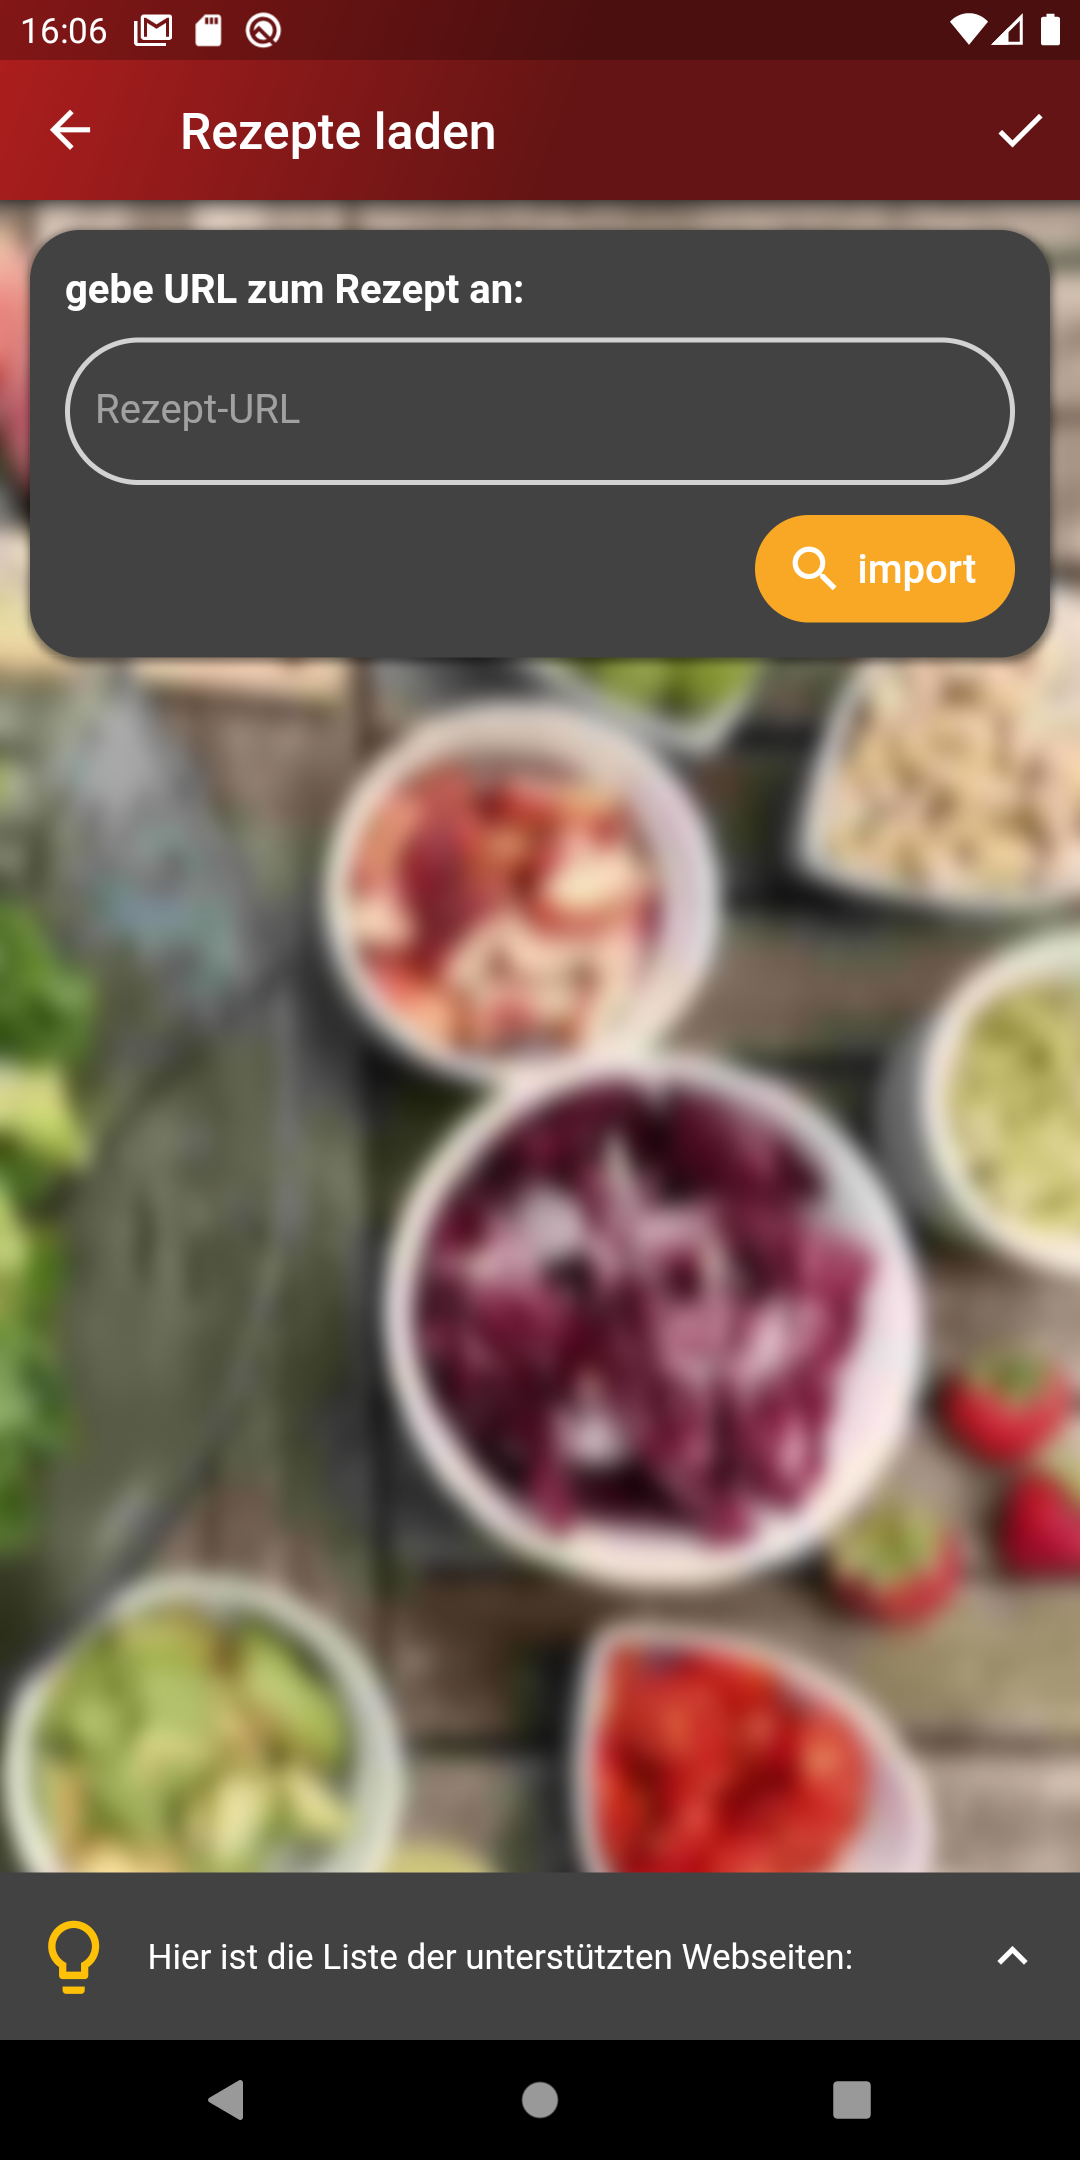 16:06
Rezepte laden
gebe URL zum Rezept an:
Rezept-URL
import
Hier ist die Liste der unterstützten Webseiten: